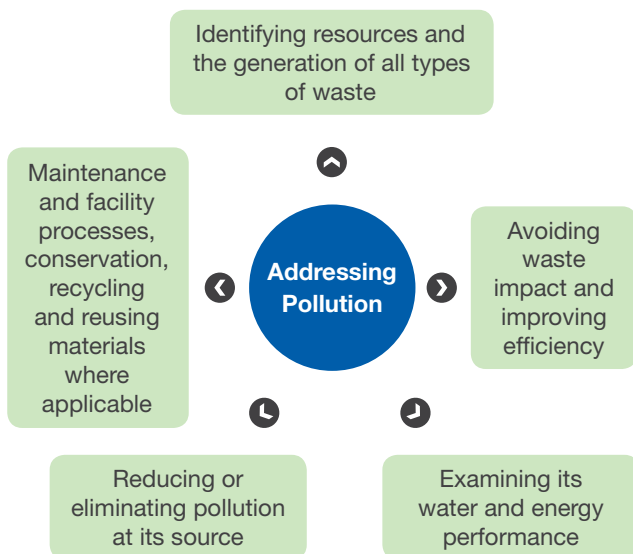 Identifying resources and
the generation of all types
of waste
Maintenance
and facility
processes,
conservation,
recycling
and reusing
materials
where
applicable
Addressing
Pollution
Avoiding
waste
impact and
improving
efficiency
Reducing or
eliminating pollution
at its source
Examining its
water and energy
performance